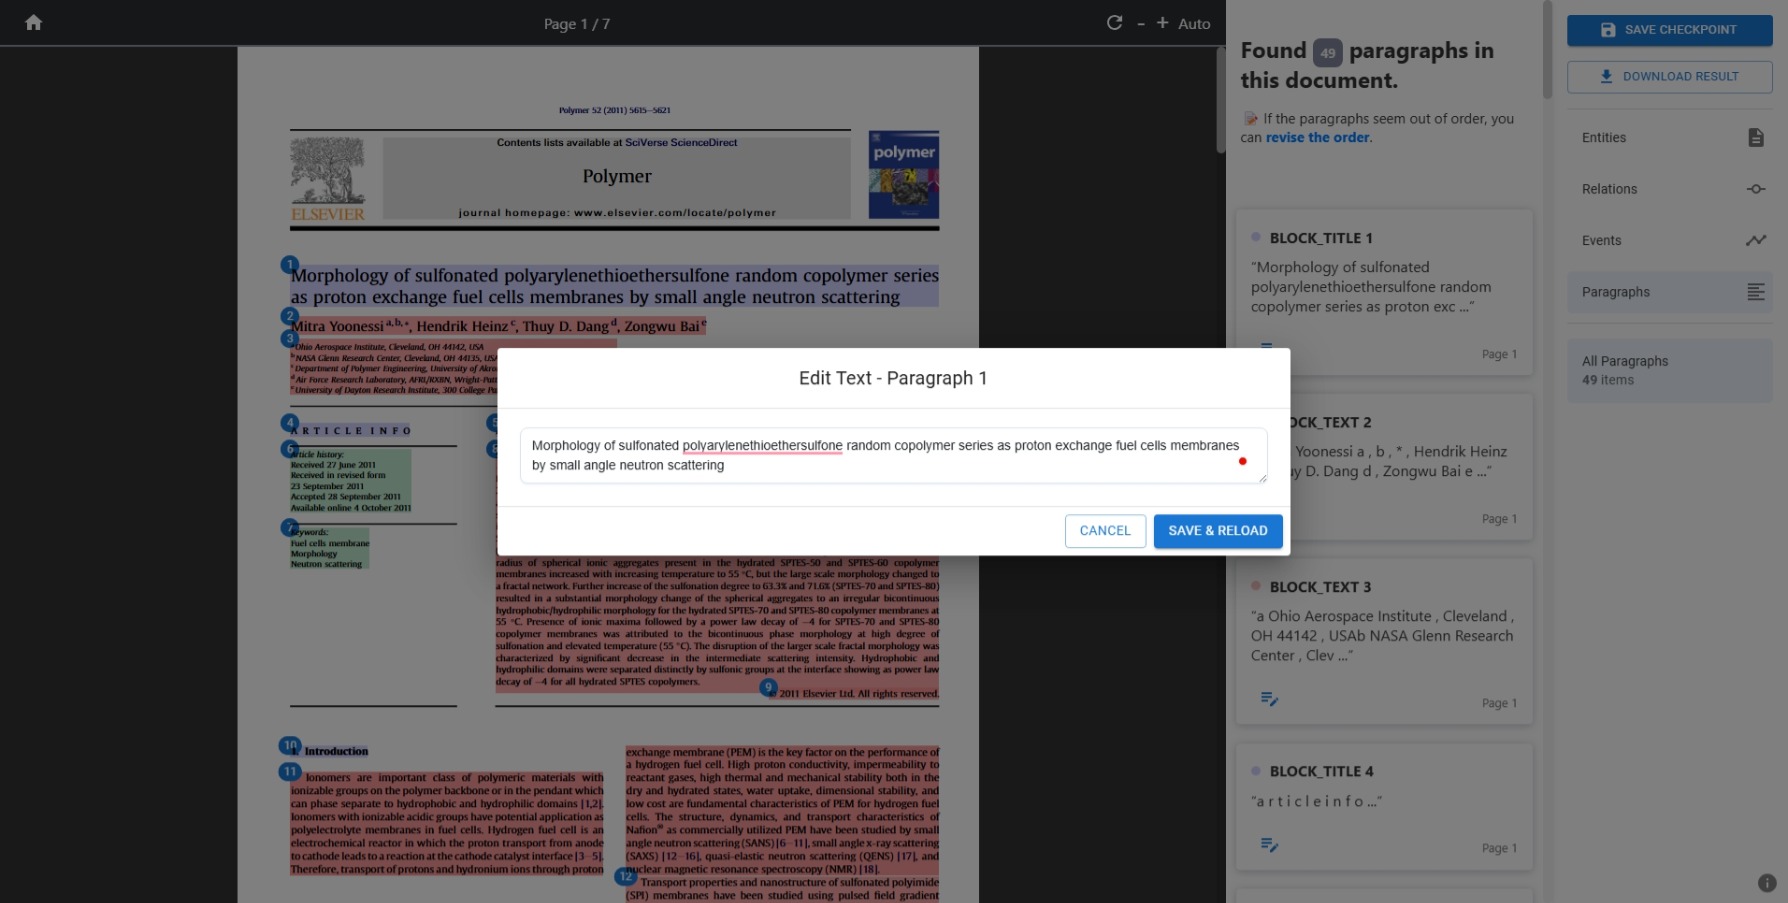 Page 1 / 7
- + Auto
Polymer 52 (2011) 5615–5621
Contents lists available at SciVerse ScienceDirect
Polymer
journal homepage: www.elsevier.com/locate/polymer
ELSEVIER
polymer
1
Morphology of sulfonated polyarylenethioethersulfone random copolymer series
as proton exchange fuel cells membranes by small angle neutron scattering
2
Mitra Yoonessi a,b,*, Hendrik Heinz c, Thuy D. Dang d, Zongwu Bai e
3
a Ohio Aerospace Institute, Cleveland, OH 44142, USA
b NASA Glenn Research Center, Cleveland, OH 44135, US
c Department of Polymer Engineering, University of Akro
d Air Force Research Laboratory, AFRL/RXBN, Wright-Patt
e University of Dayton Research Institute, 300 College Pa
4
ARTICLE INFO
5
6
Article history:
Received 27 June 2011
Received in revised form
23 September 2011
Accepted 28 September 2011
Available online 4 October 2011
7
Keywords:
Fuel cells membrane
Morphology
Neutron scattering
radius of spherical ionic aggregates present in the hydrated SPTES-50 and SPTES-60 copolymer
membranes increased with increasing temperature to 55 °C, but the large scale morphology changed to
a fractal network. Further increase of the sulfonation degree to 63.3% and 71.6% (SPTES-70 and SPTES-80)
resulted in a substantial morphology change of the spherical aggregates to an irregular bicontinuous
hydrophobic/hydrophilic morphology for the hydrated SPTES-70 and SPTES-80 copolymer membranes at
55 °C. Presence of ionic maxima followed by a power law decay of −4 for SPTES-70 and SPTES-80
copolymer membranes was attributed to the bicontinuous phase morphology at high degree of
sulfonation and elevated temperature (55 °C). The disruption of the larger scale fractal morphology was
characterized by significant decrease in the intermediate scattering intensity. Hydrophobic and
hydrophilic domains were separated distinctly by sulfonic groups at the interface showing as power law
decay of −4 for all hydrated SPTES copolymers.
9
© 2011 Elsevier Ltd. All rights reserved.
10
1. Introduction
11
Ionomers are important class of polymeric materials with
ionizable groups on the polymer backbone or in the pendant which
can phase separate to hydrophobic and hydrophilic domains [1,2].
Ionomers with ionizable acidic groups have potential application as
polyelectrolyte membranes in fuel cells. Hydrogen fuel cell is an
electrochemical reactor in which the proton transport from anode
to cathode leads to a reaction at the cathode catalyst interface [3–5].
Therefore, transport of protons and hydronium ions through proton
exchange membrane (PEM) is the key factor on the performance of
a hydrogen fuel cell. High proton conductivity, impermeability to
reactant gases, high thermal and mechanical stability both in the
dry and hydrated states, water uptake, dimensional stability, and
low cost are fundamental characteristics of PEM for hydrogen fuel
cells. The structure, dynamics, and transport characteristics of
Nafion® as commercially utilized PEM have been studied by small
angle neutron scattering (SANS) [6–11], small angle x-ray scattering
(SAXS) [12–16], quasi-elastic neutron scattering (QENS) [17], and
nuclear magnetic resonance spectroscopy (NMR) [18].
12
Transport properties and nanostructure of sulfonated polyimide
(SPI) membranes have been studied using pulsed field gradient
Edit Text - Paragraph 1
Morphology of sulfonated polyarylenethioethersulfone random copolymer series as proton exchange fuel cells membranes
by small angle neutron scattering
CANCEL
SAVE & RELOAD
Found 49 paragraphs in
this document.
If the paragraphs seem out of order, you
can revise the order.
BLOCK_TITLE 1
“Morphology of sulfonated
polyarylenethioethersulfone random
copolymer series as proton exc ...”
Page 1
OCK_TEXT 2
Yoonessi a , b , * , Hendrik Heinz
uy D. Dang d , Zongwu Bai e ...”
Page 1
BLOCK_TEXT 3
“a Ohio Aerospace Institute , Cleveland ,
OH 44142 , USAb NASA Glenn Research
Center , Clev ...”
Page 1
BLOCK_TITLE 4
“a r t i c l e i n f o ...”
Page 1
SAVE CHECKPOINT
DOWNLOAD RESULT
Entities
Relations
Events
Paragraphs
All Paragraphs
49 items